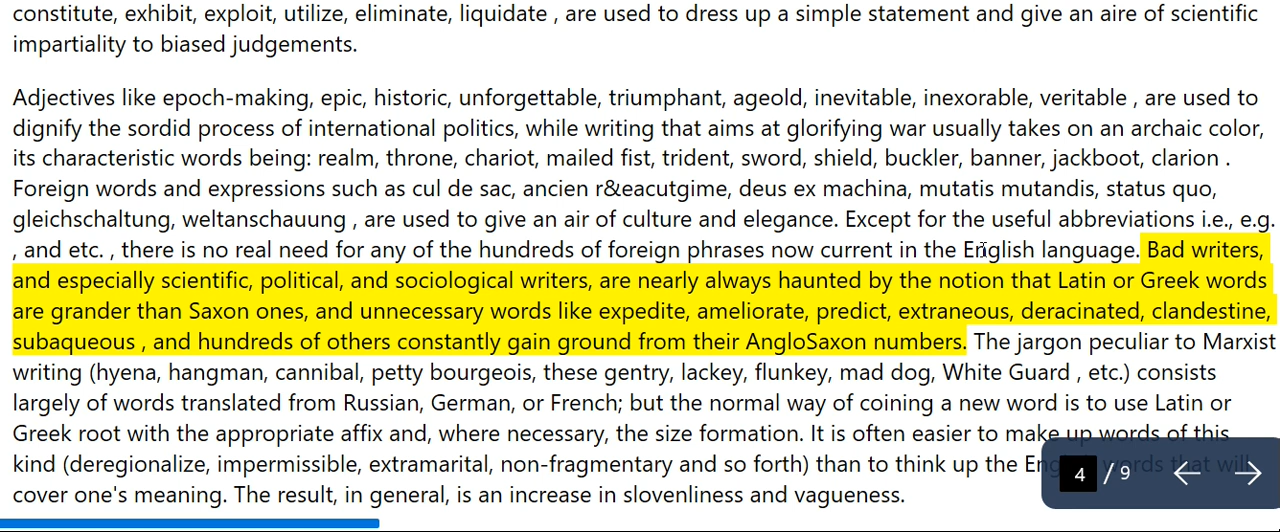 constitute, exhibit, exploit, utilize, eliminate, liquidate , are used to dress up a simple statement and give an aire of scientific
impartiality to biased judgements.
Adjectives like epoch-making, epic, historic, unforgettable, triumphant, ageold, inevitable, inexorable, veritable , are used to
dignify the sordid process of international politics, while writing that aims at glorifying war usually takes on an archaic color,
its characteristic words being: realm, throne, chariot, mailed fist, trident, sword, shield, buckler, banner, jackboot, clarion .
Foreign words and expressions such as cul de sac, ancien r&eacutgime, deus ex machina, mutatis mutandis, status quo,
gleichschaltung, weltanschauung , are used to give an air of culture and elegance. Except for the useful abbreviations i.e., e.g.
, and etc. , there is no real need for any of the hundreds of foreign phrases now current in the English language. Bad writers,
and especially scientific, political, and sociological writers, are nearly always haunted by the notion that Latin or Greek words
are grander than Saxon ones, and unnecessary words like expedite, ameliorate, predict, extraneous, deracinated, clandestine,
subaqueous , and hundreds of others constantly gain ground from their AngloSaxon numbers. The jargon peculiar to Marxist
writing (hyena, hangman, cannibal, petty bourgeois, these gentry, lackey, flunkey, mad dog, White Guard , etc.) consists
largely of words translated from Russian, German, or French; but the normal way of coining a new word is to use Latin or
Greek root with the appropriate affix and, where necessary, the size formation. It is often easier to make up words of this
kind (deregionalize, impermissible, extramarital, non-fragmentary and so forth) than to think up the English words that will
cover one's meaning. The result, in general, is an increase in slovenliness and vagueness.
4 / 9